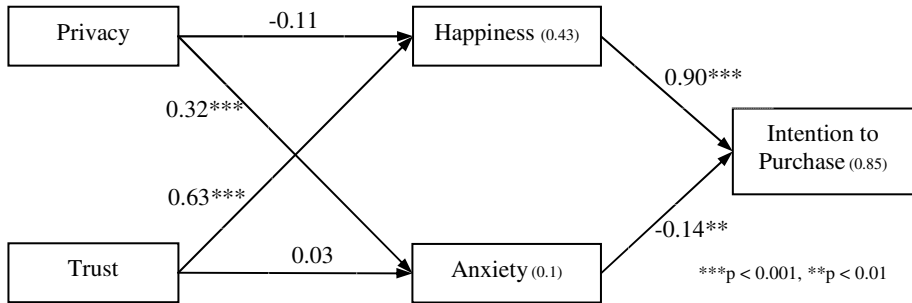 Privacy
-0.11
Happiness (0.43)
0.32***
0.90***
Intention to
Purchase (0.85)
0.63***
-0.14**
Trust
0.03
Anxiety (0.1)
***p < 0.001, **p < 0.01